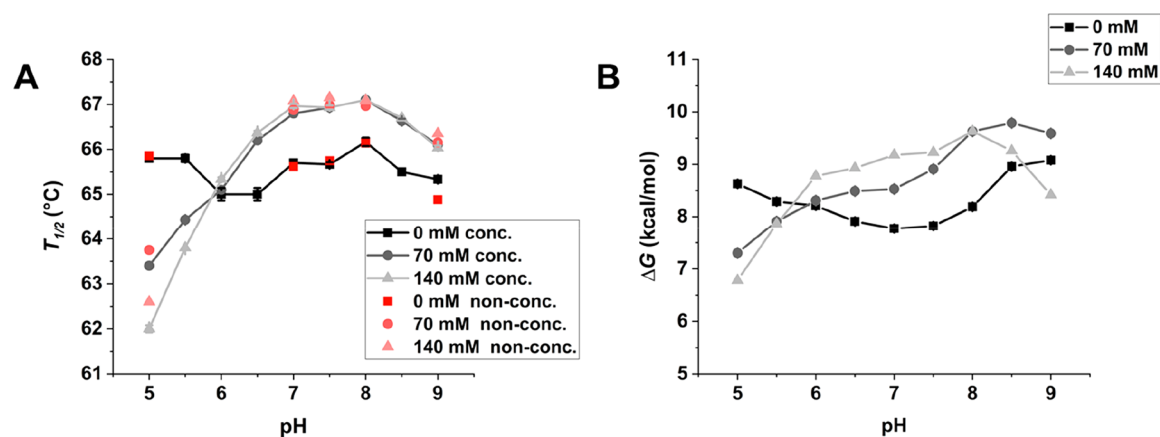 A
68
67
66
65
64
63
62
61
T1/2 (°C)
5 6 7 8 9
pH
0 mM conc.
70 mM conc.
140 mM conc.
0 mM non-conc.
70 mM non-conc.
140 mM non-conc.
B
0 mM
70 mM
140 mM
11
10
9
8
7
6
5
ΔG (kcal/mol)
5 6 7 8 9
pH